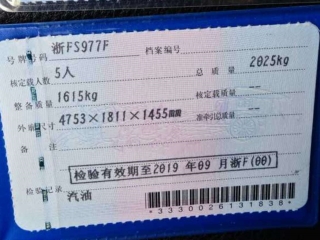 号牌号码 浙FS977F 档案编号
核定载人数 5人 总质量 2025kg
整备质量 1615kg 核定载质量 --
外廓尺寸 4753×1811×1455 准牵引总质量 --
备注
检验有效期至2019 年09 月浙F(00)
检验记录
汽油
*3330026131838*